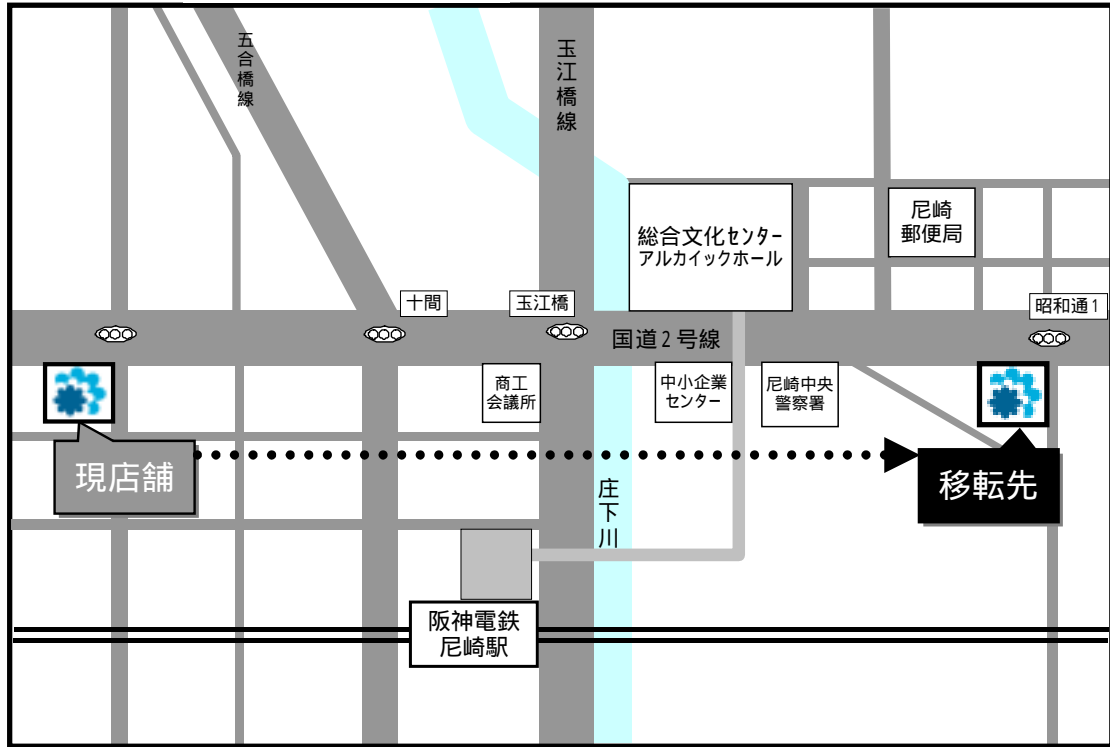 五合橋線
玉江橋線
総合文化センター
アルカイックホール
尼崎
郵便局
十間
玉江橋
昭和通1
国道2号線
商工
会議所
中小企業
センター
尼崎中央
警察署
現店舗
移転先
庄下川
阪神電鉄
尼崎駅